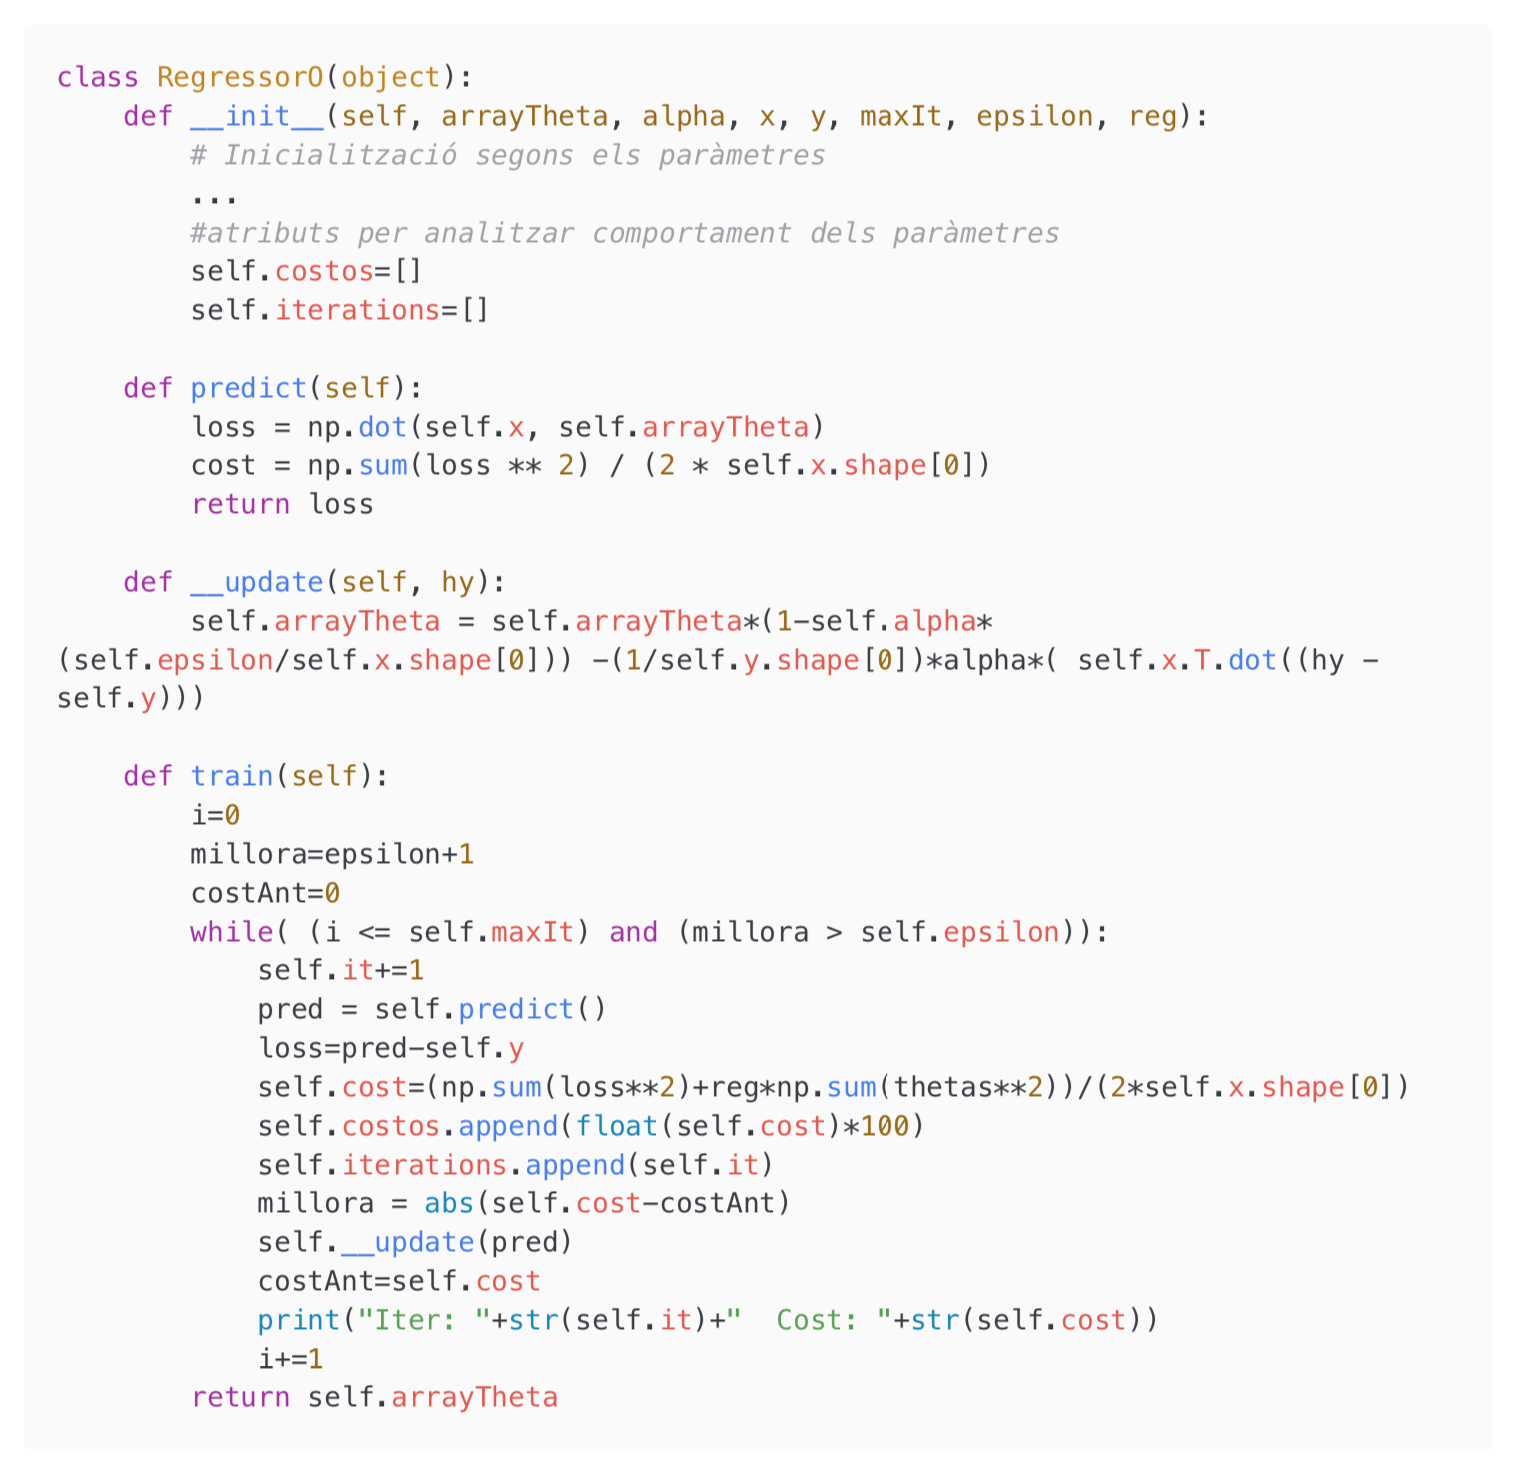 class RegressorO(object):
    def __init__(self, arrayTheta, alpha, x, y, maxIt, epsilon, reg):
        # Inicialització segons els paràmetres
        ...
        #atributs per analitzar comportament dels paràmetres
        self.costos=[]
        self.iterations=[]

    def predict(self):
        loss = np.dot(self.x, self.arrayTheta)
        cost = np.sum(loss ** 2) / (2 * self.x.shape[0])
        return loss

    def __update(self, hy):
        self.arrayTheta = self.arrayTheta*(1-self.alpha*
(self.epsilon/self.x.shape[0])) -(1/self.y.shape[0])*alpha*( self.x.T.dot((hy -
self.y)))

    def train(self):
        i=0
        millora=epsilon+1
        costAnt=0
        while( (i <= self.maxIt) and (millora > self.epsilon)):
            self.it+=1
            pred = self.predict()
            loss=pred-self.y
            self.cost=(np.sum(loss**2)+reg*np.sum(thetas**2))/(2*self.x.shape[0])
            self.costos.append(float(self.cost)*100)
            self.iterations.append(self.it)
            millora = abs(self.cost-costAnt)
            self.__update(pred)
            costAnt=self.cost
            print("Iter: "+str(self.it)+"  Cost: "+str(self.cost))
            i+=1
        return self.arrayTheta